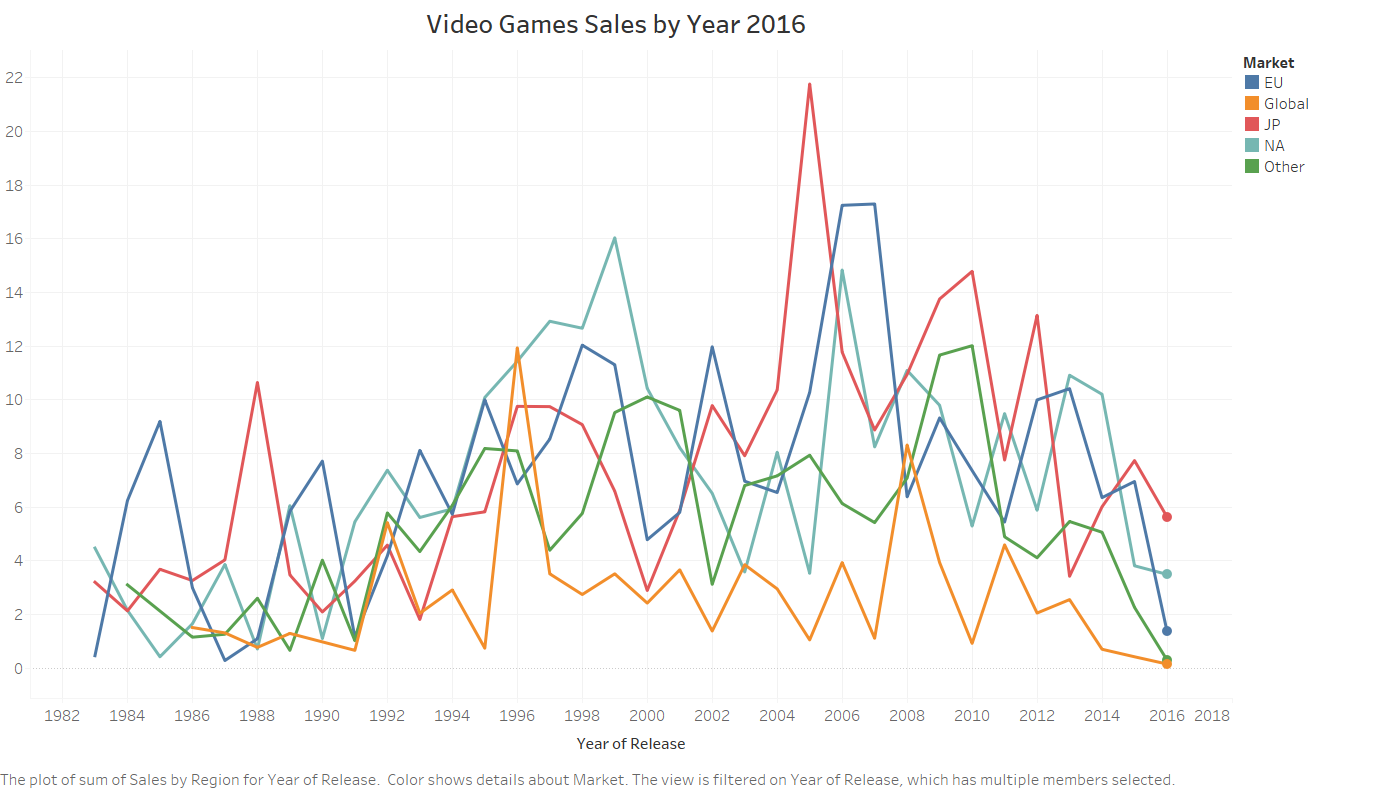 Video Games Sales by Year 2016
Market
EU
Global
JP
NA
Other
22
20
18
16
14
12
10
8
6
4
2
0
1982 1984 1986 1988 1990 1992 1994 1996 1998 2000 2002 2004 2006 2008 2010 2012 2014 2016 2018
Year of Release
The plot of sum of Sales by Region for Year of Release. Color shows details about Market. The view is filtered on Year of Release, which has multiple members selected.